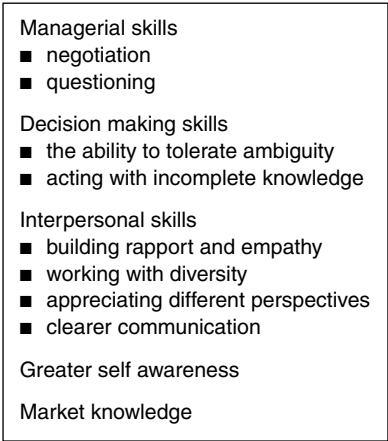 Managerial skills
■ negotiation
■ questioning
Decision making skills
■ the ability to tolerate ambiguity
■ acting with incomplete knowledge
Interpersonal skills
■ building rapport and empathy
■ working with diversity
■ appreciating different perspectives
■ clearer communication
Greater self awareness
Market knowledge